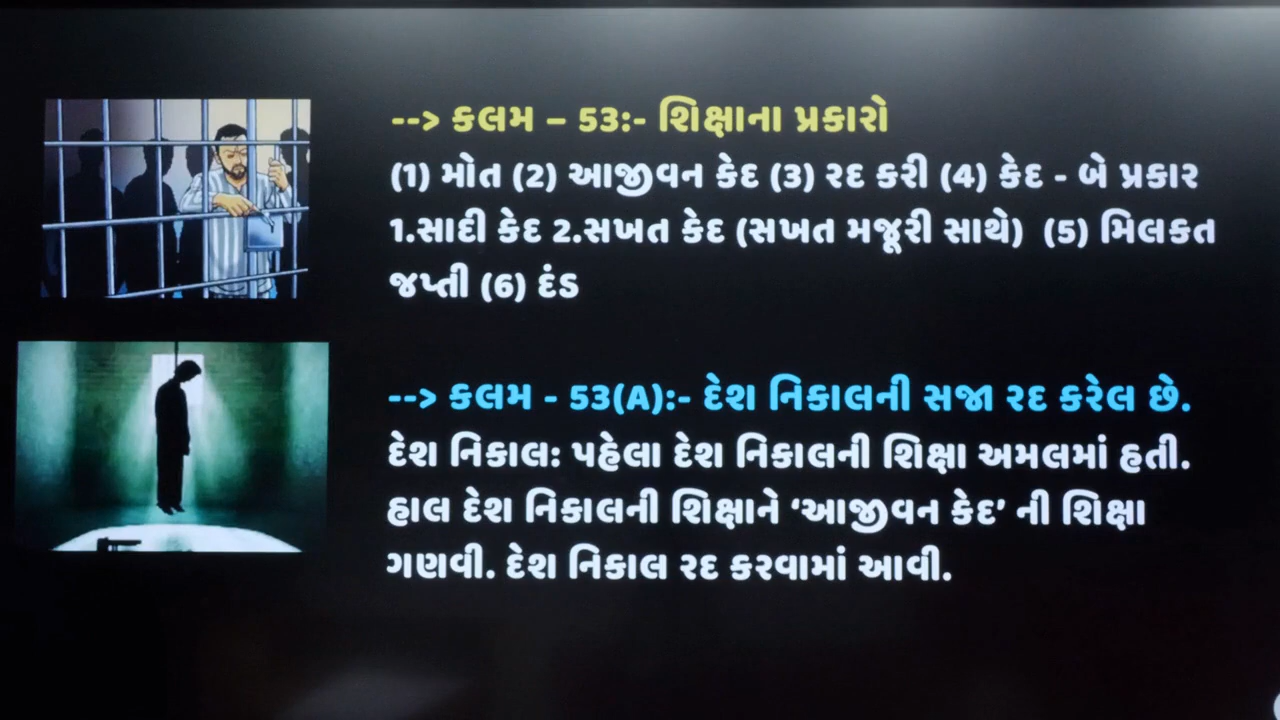 --> કલમ – 53:- શિક્ષાના પ્રકારો
(1) મોત (2) આજીવન કેદ (3) રદ કરી (4) કેદ - બે પ્રકાર
1.સાદી કેદ 2.સખત કેદ (સખત મજૂરી સાથે) (5) મિલકત
જપ્તી (6) દંડ
--> કલમ - 53(A):- દેશ નિકાલની સજા રદ કરેલ છે.
દેશ નિકાલ: પહેલા દેશ નિકાલની શિક્ષા અમલમાં હતી.
હાલ દેશ નિકાલની શિક્ષાને ‘આજીવન કેદ’ ની શિક્ષા
ગણવી. દેશ નિકાલ રદ કરવામાં આવી.